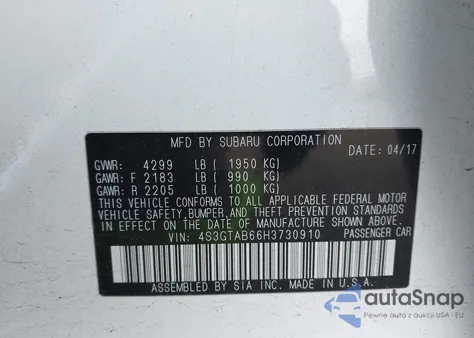 MFD BY SUBARU CORPORATION
DATE: 04/17
GVWR: 4299 LB ( 1950 KG)
GAWR: F 2183 LB ( 990 KG)
GAWR: R 2205 LB ( 1000 KG)
THIS VEHICLE CONFORMS TO ALL APPLICABLE FEDERAL MOTOR
VEHICLE SAFETY, BUMPER, AND THEFT PREVENTION STANDARDS
IN EFFECT ON THE DATE OF MANUFACTURE SHOWN ABOVE.
VIN: 4S3GTAB66H3730910 PASSENGER CAR
ASSEMBLED BY SIA INC. MADE IN U.S.A.
autoSnap
Pewne auta z USA i EU